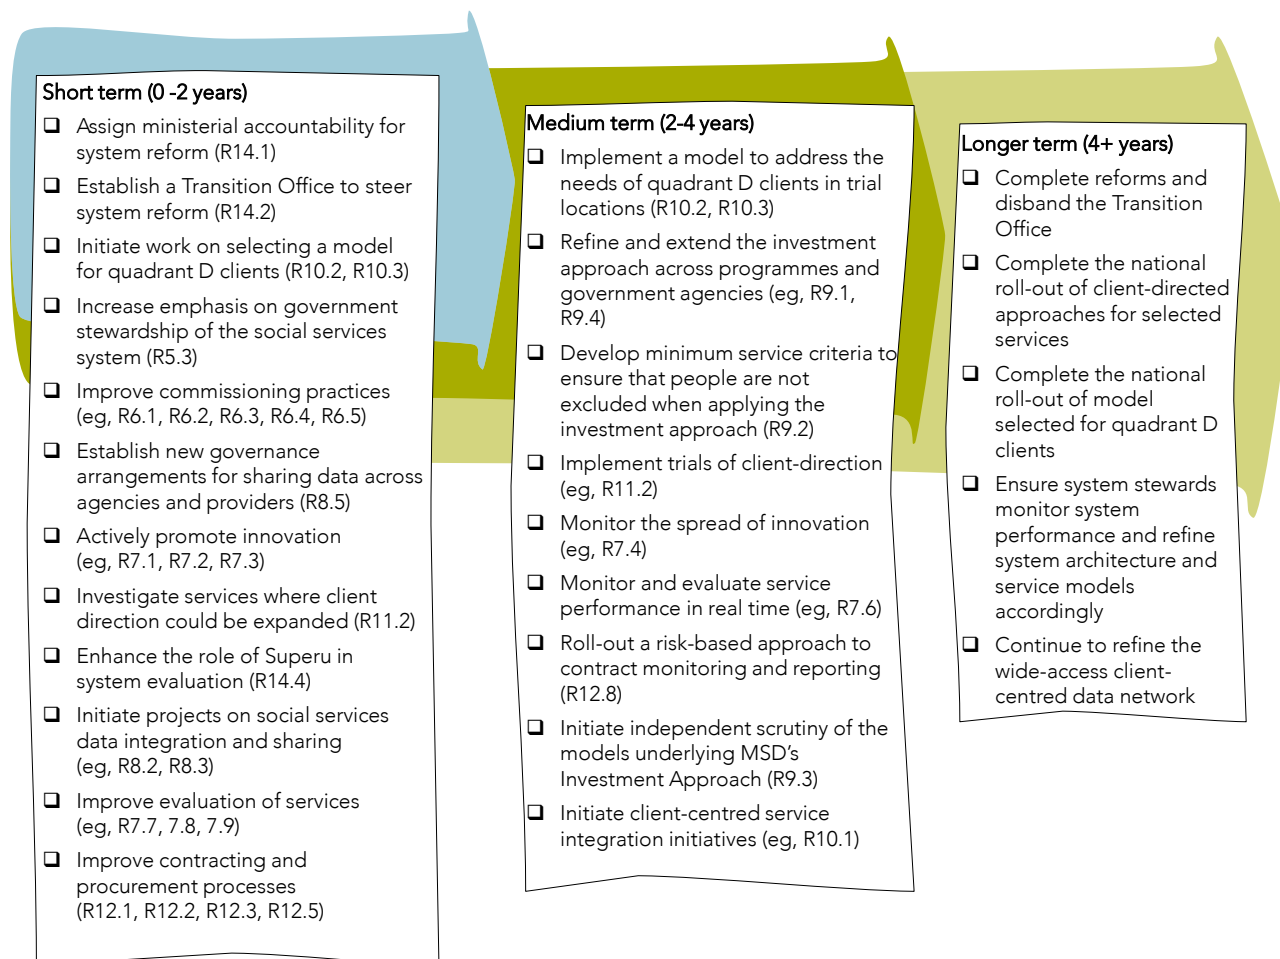 Short term (0 -2 years)
❑ Assign ministerial accountability for
system reform (R14.1)
❑ Establish a Transition Office to steer
system reform (R14.2)
❑ Initiate work on selecting a model
for quadrant D clients (R10.2, R10.3)
❑ Increase emphasis on government
stewardship of the social services
system (R5.3)
❑ Improve commissioning practices
(eg, R6.1, R6.2, R6.3, R6.4, R6.5)
❑ Establish new governance
arrangements for sharing data across
agencies and providers (R8.5)
❑ Actively promote innovation
(eg, R7.1, R7.2, R7.3)
❑ Investigate services where client
direction could be expanded (R11.2)
❑ Enhance the role of Superu in
system evaluation (R14.4)
❑ Initiate projects on social services
data integration and sharing
(eg, R8.2, R8.3)
❑ Improve evaluation of services
(eg, R7.7, 7.8, 7.9)
❑ Improve contracting and
procurement processes
(R12.1, R12.2, R12.3, R12.5)
Medium term (2-4 years)
❑ Implement a model to address the
needs of quadrant D clients in trial
locations (R10.2, R10.3)
❑ Refine and extend the investment
approach across programmes and
government agencies (eg, R9.1,
R9.4)
❑ Develop minimum service criteria to
ensure that people are not
excluded when applying the
investment approach (R9.2)
❑ Implement trials of client-direction
(eg, R11.2)
❑ Monitor the spread of innovation
(eg, R7.4)
❑ Monitor and evaluate service
performance in real time (eg, R7.6)
❑ Roll-out a risk-based approach to
contract monitoring and reporting
(R12.8)
❑ Initiate independent scrutiny of the
models underlying MSD's
Investment Approach (R9.3)
❑ Initiate client-centred service
integration initiatives (eg, R10.1)
Longer term (4+ years)
❑ Complete reforms and
disband the Transition
Office
❑ Complete the national
roll-out of client-directed
approaches for selected
services
❑ Complete the national
roll-out of model
selected for quadrant D
clients
❑ Ensure system stewards
monitor system
performance and refine
system architecture and
service models
accordingly
❑ Continue to refine the
wide-access client-
centred data network